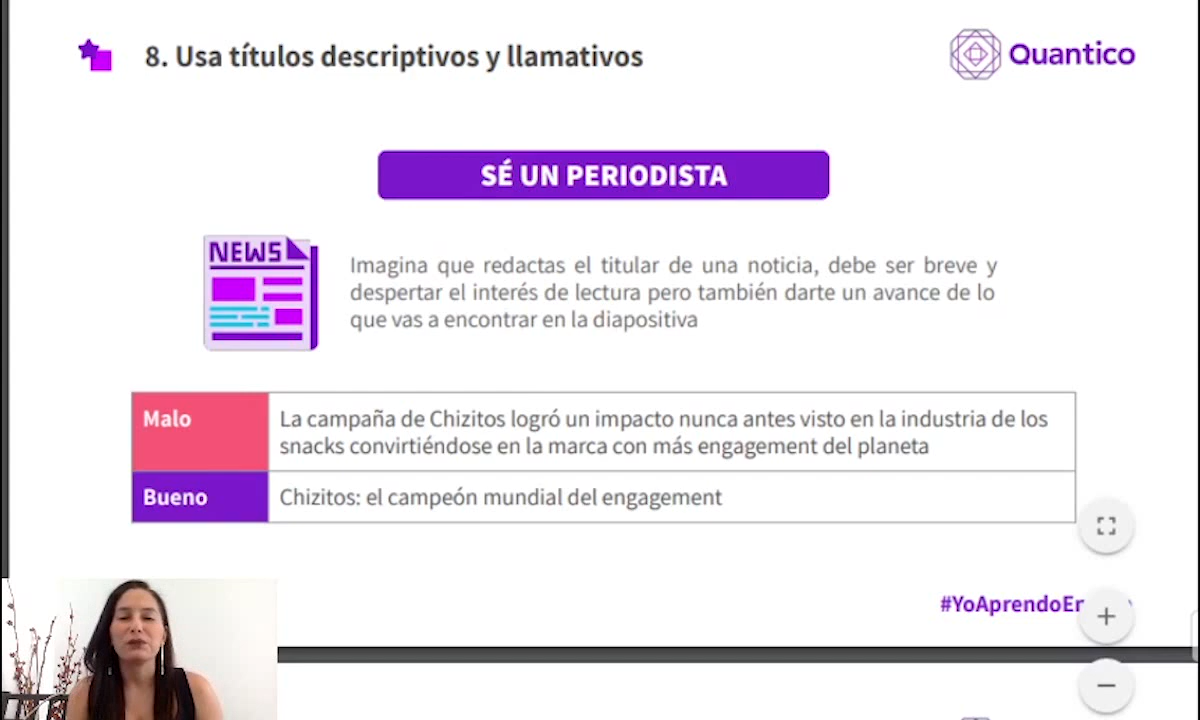 8. Usa títulos descriptivos y llamativos
Quantico
SÉ UN PERIODISTA
NEWS
Imagina que redactas el titular de una noticia, debe ser breve y
despertar el interés de lectura pero también darte un avance de lo
que vas a encontrar en la diapositiva
Malo
La campaña de Chizitos logró un impacto nunca antes visto en la industria de los
snacks convirtiéndose en la marca con más engagement del planeta
Bueno
Chizitos: el campeón mundial del engagement